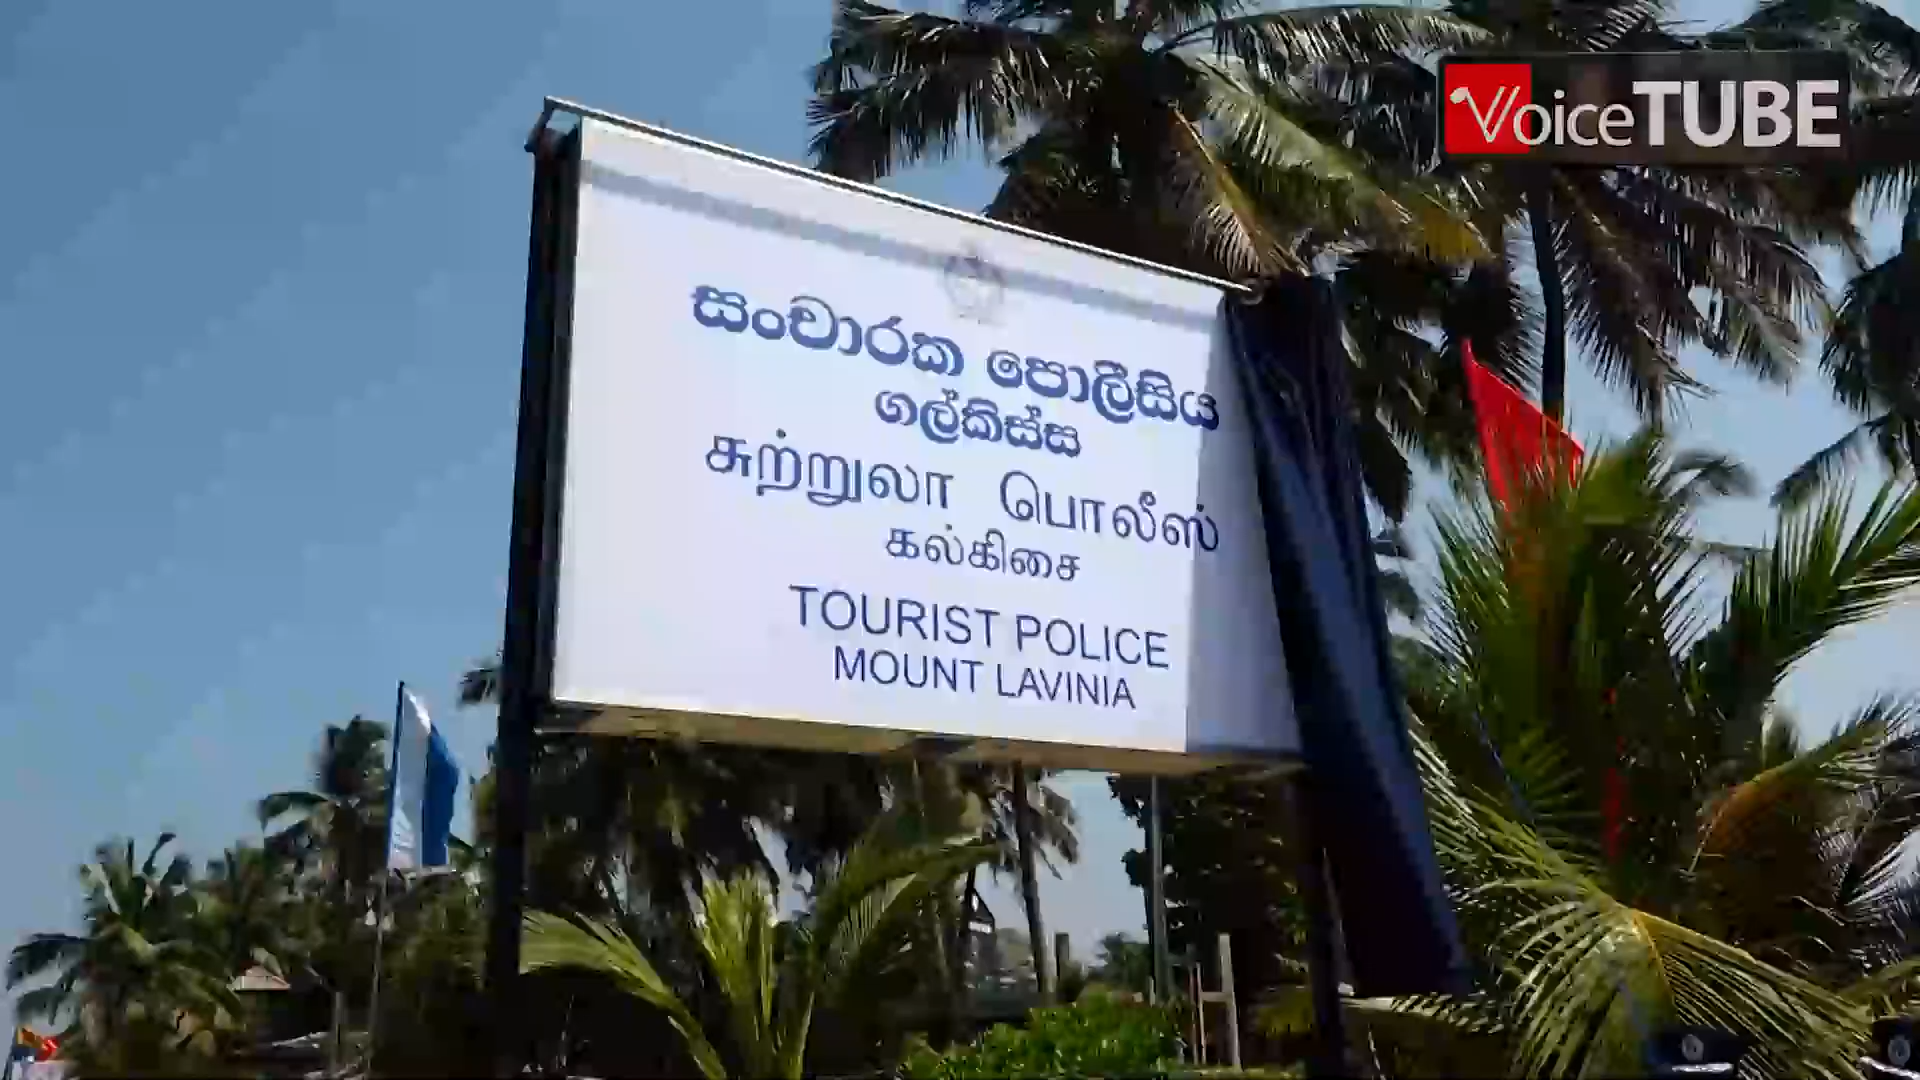 VoiceTUBE
සංචාරක පොලීසිය
ගල්කිස්ස
சுற்றுலா பொலீஸ்
கல்கிசை
TOURIST POLICE
MOUNT LAVINIA